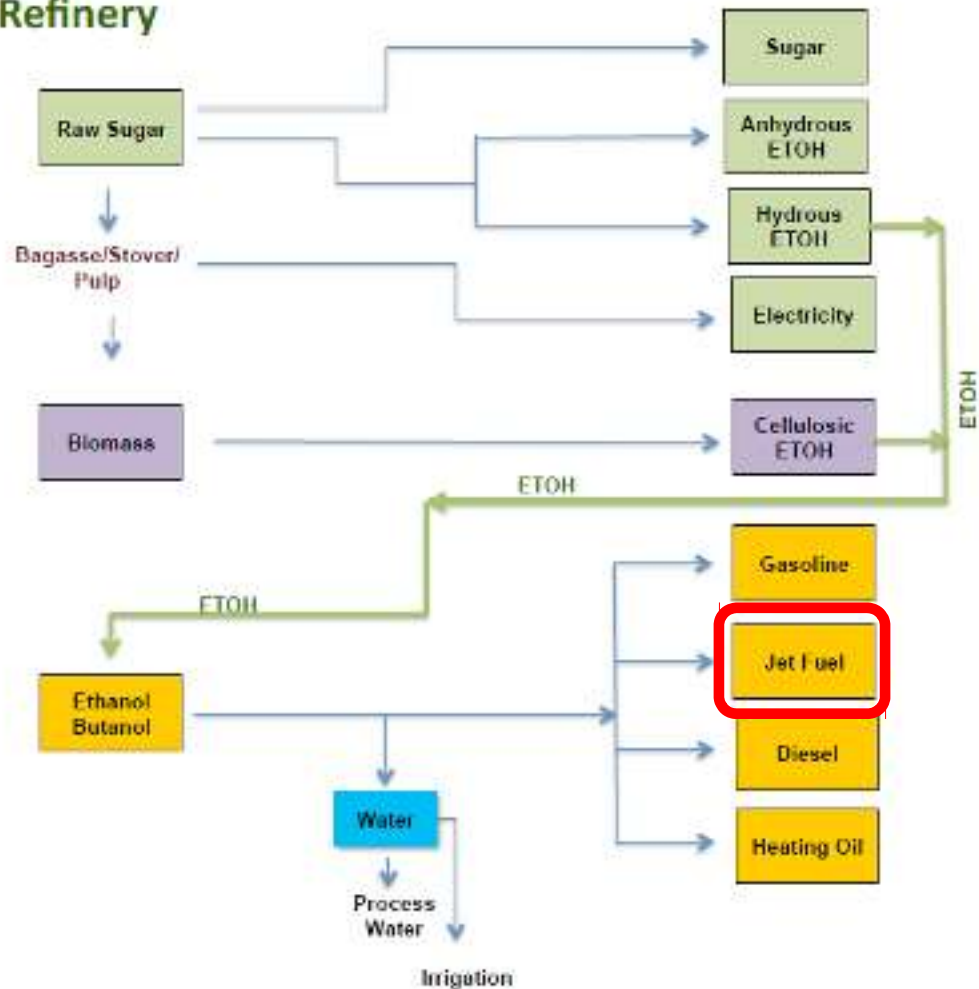 Refinery
Sugar
Raw Sugar
Anhydrous
ETOH
Hydrous
ETOH
Bagasse/Stover/
Pulp
Electricity
ETOH
Biomass
Cellulosic
ETOH
ETOH
Gasoline
ETOH
Jet Fuel
Ethanol
Butanol
Diesel
Water
Heating Oil
Process
Water
Irrigation